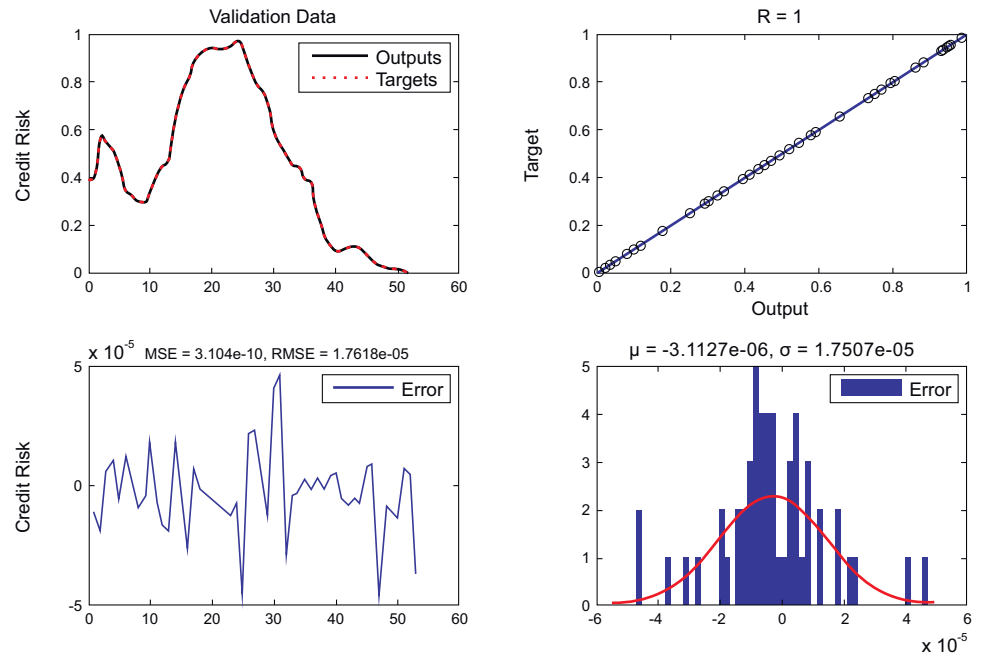 Validation Data
Credit Risk
1
0.8
0.6
0.4
0.2
0
Outputs
Targets
0 10 20 30 40 50 60
R = 1
Target
1
0.8
0.6
0.4
0.2
0
0 0.2 0.4 0.6 0.8 1
Output
x 10-5 MSE = 3.104e-10, RMSE = 1.7618e-05
Credit Risk
5
0
-5
Error
0 10 20 30 40 50 60
μ = -3.1127e-06, σ = 1.7507e-05
5
4
3
2
1
0
Error
-6 -4 -2 0 2 4 6
x 10-5